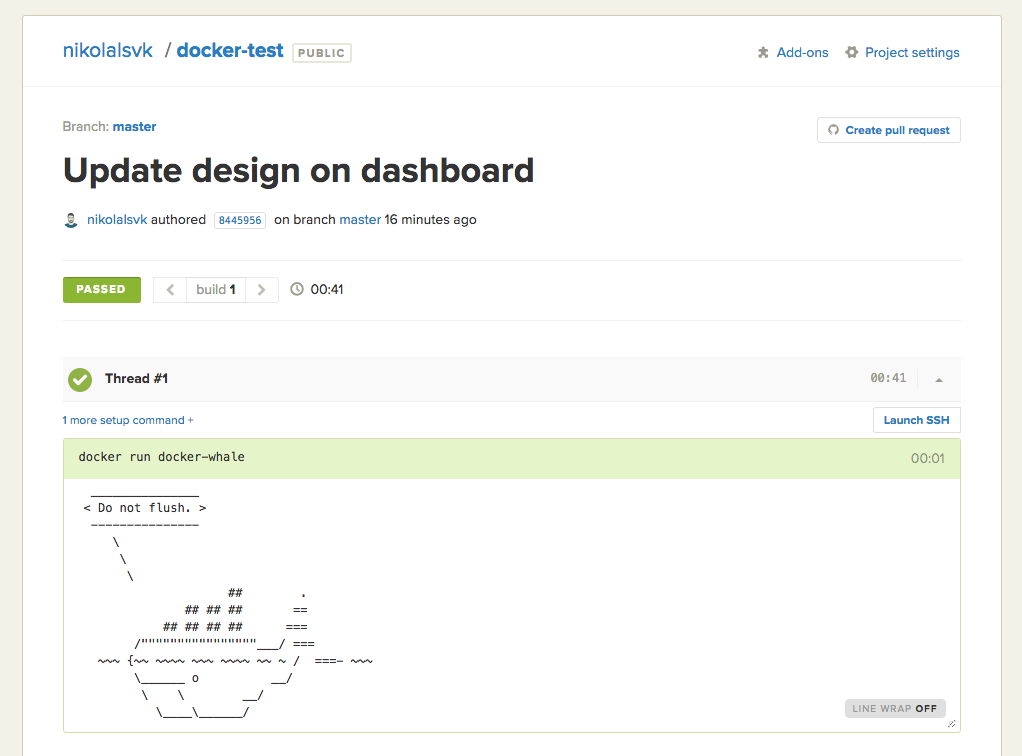 nikolalsvk / docker-test PUBLIC Add-ons Project settings
Branch: master
Create pull request
Update design on dashboard
nikolalsvk authored 8445956 on branch master 16 minutes ago
PASSED build 1 00:41
Thread #1 00:41
1 more setup command +
Launch SSH
docker run docker-whale 00:01
 _______________
< Do not flush. >
 ---------------
    \
     \
      \
                    ##        .
              ## ## ##       ==
           ## ## ## ##      ===
       /""""""""""""""""___/ ===
  ~~~ {~~ ~~~~ ~~~ ~~~~ ~~ ~ /  ===- ~~~
       \______ o          __/
        \    \        __/
          \____\______/
LINE WRAP OFF